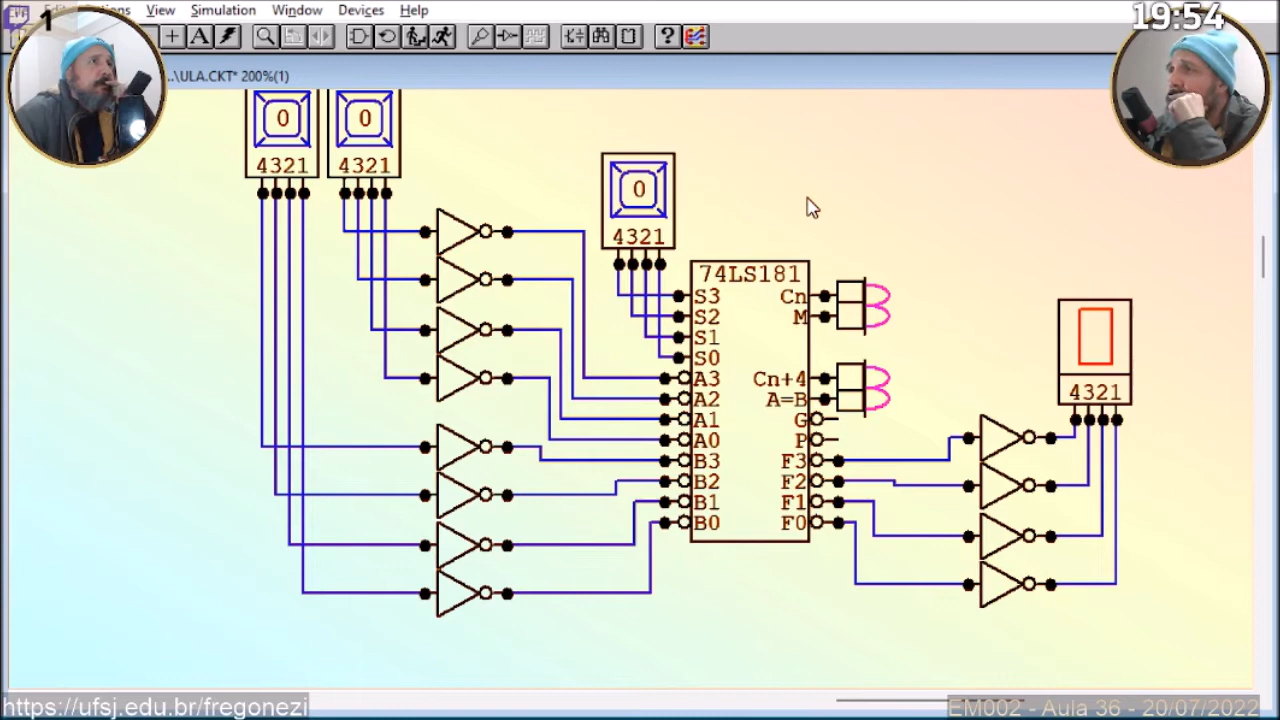 1
19:54
View Simulation Window Devices Help
A
?
..\ULA.CKT* 200%(1)
0
4321
0
4321
0
4321
74LS181
S3 Cn
S2 M
S1
S0
A3 Cn+4
A2 A=B
A1 G
A0 P
B3 F3
B2 F2
B1 F1
B0 F0
4321
https://ufsj.edu.br/fregonezi
EM002 - Aula 36 - 20/07/2022